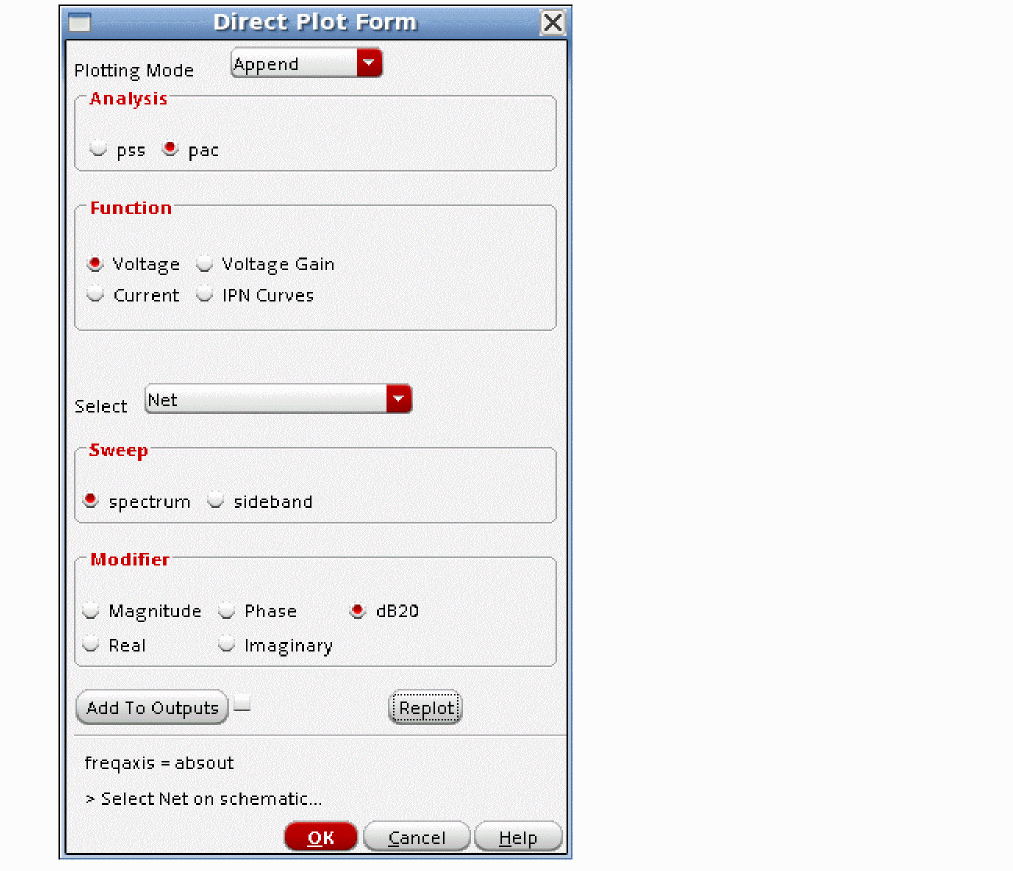 Direct Plot Form
Plotting Mode Append
Analysis
pss pac
Function
Voltage Voltage Gain
Current IPN Curves
Select Net
Sweep
spectrum sideband
Modifier
Magnitude Phase dB20
Real Imaginary
Add To Outputs Replot
freqaxis = absout
> Select Net on schematic...
OK Cancel Help